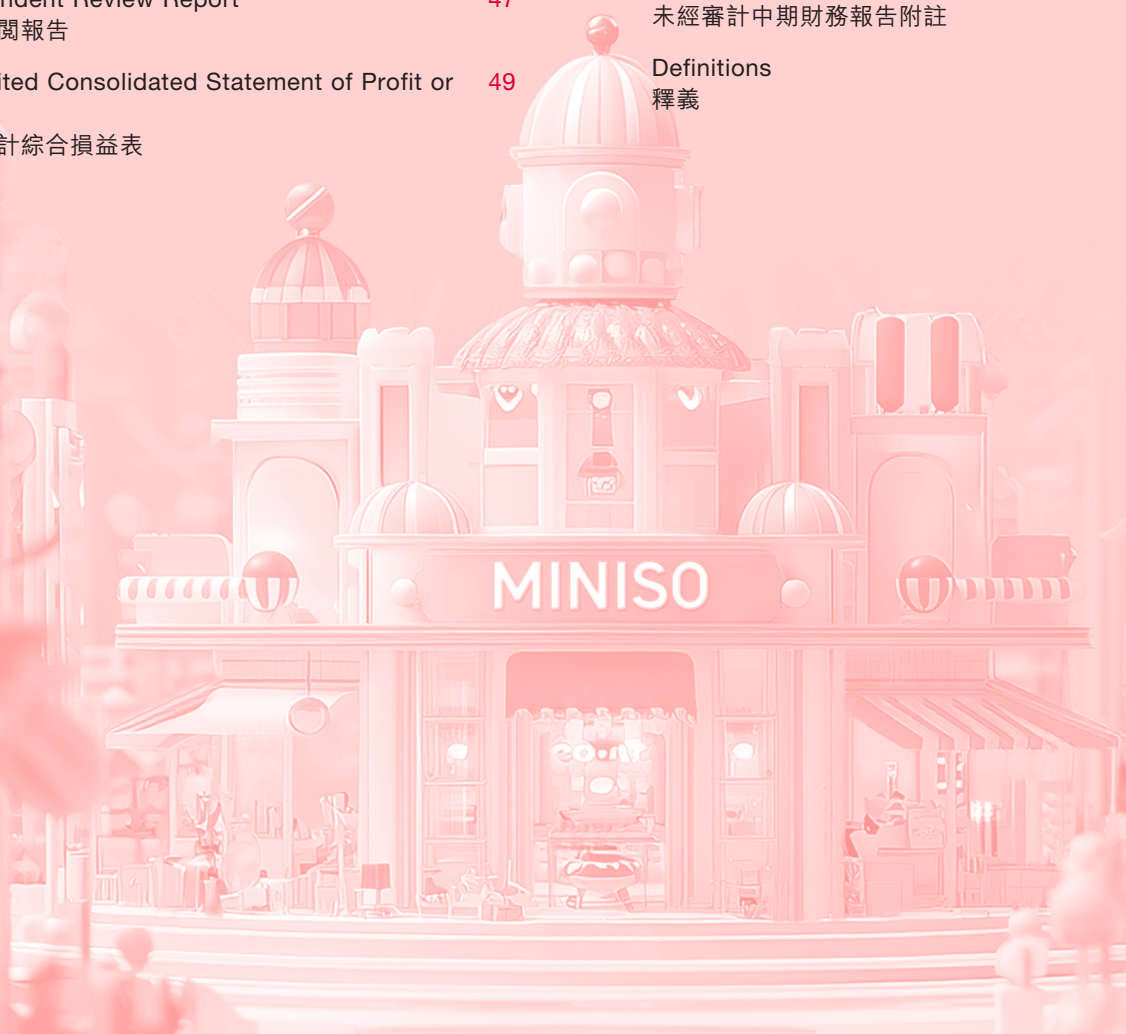 ndent Review Report 47
閱報告
ited Consolidated Statement of Profit or 49
計綜合損益表
未經審計中期財務報告附註
Definitions
釋義
MINISO